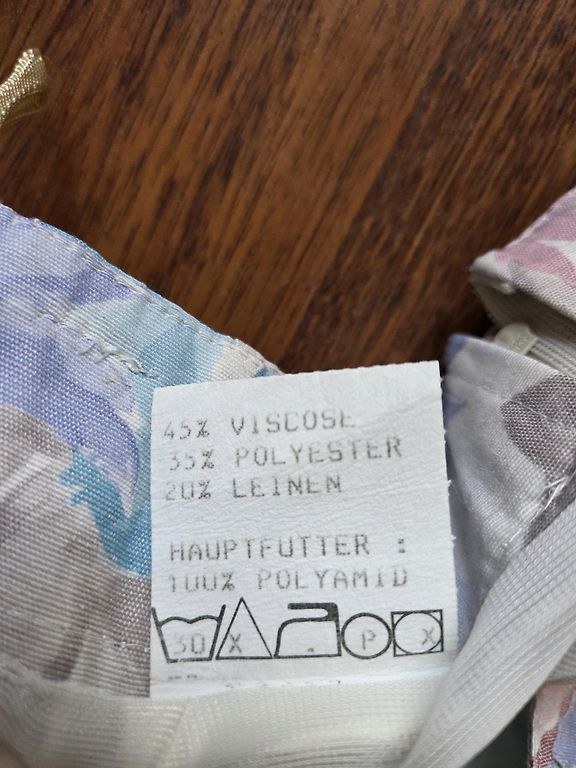 45% VISCOSE
35% POLYESTER
20% LEINEN
HAUPTFUTTER :
100% POLYAMID
30 X . P X